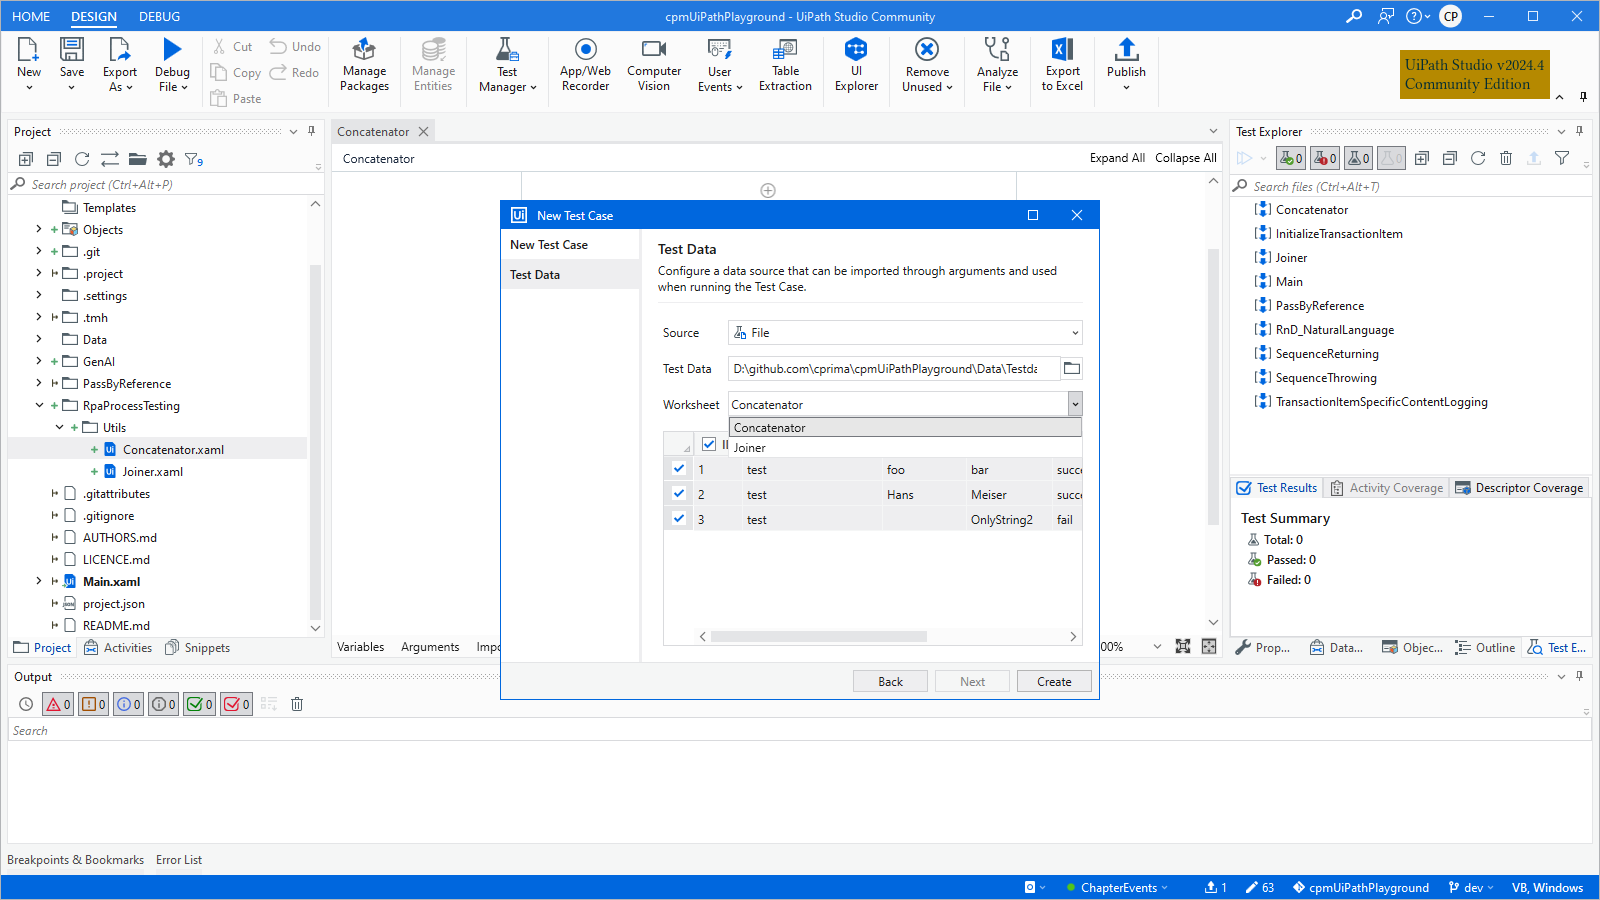 HOME DESIGN DEBUG
cpmUiPathPlayground - UiPath Studio Community
CP
New
Save
Export As
Debug File
Cut
Copy
Paste
Undo
Redo
Manage Packages
Manage Entities
Test Manager
App/Web Recorder
Computer Vision
User Events
Table Extraction
UI Explorer
Remove Unused
Analyze File
Export to Excel
Publish
UiPath Studio v2024.4
Community Edition
Project
9
Search project (Ctrl+Alt+P)
Templates
Objects
.git
.project
.settings
.tmh
Data
GenAI
PassByReference
RpaProcessTesting
Utils
Concatenator.xaml
Joiner.xaml
.gitattributes
.gitignore
AUTHORS.md
LICENCE.md
Main.xaml
project.json
README.md
Project Activities Snippets
Concatenator
Concatenator
Expand All Collapse All
Variables Arguments Impo
00%
Ui New Test Case
New Test Case
Test Data
Test Data
Configure a data source that can be imported through arguments and used
when running the Test Case.
Source File
Test Data D:\github.com\cprima\cpmUiPathPlayground\Data\Testda
Worksheet Concatenator
Concatenator
Joiner
1 test foo bar succe
2 test Hans Meiser succe
3 test OnlyString2 fail
Back Next Create
Test Explorer
0 0 0 0
Search files (Ctrl+Alt+T)
Concatenator
InitializeTransactionItem
Joiner
Main
PassByReference
RnD_NaturalLanguage
SequenceReturning
SequenceThrowing
TransactionItemSpecificContentLogging
Test Results Activity Coverage Descriptor Coverage
Test Summary
Total: 0
Passed: 0
Failed: 0
Prop... Data... Objec... Outline Test E...
Output
0 0 0 0 0 0
Search
Breakpoints & Bookmarks Error List
ChapterEvents 1 63 cpmUiPathPlayground dev VB, Windows